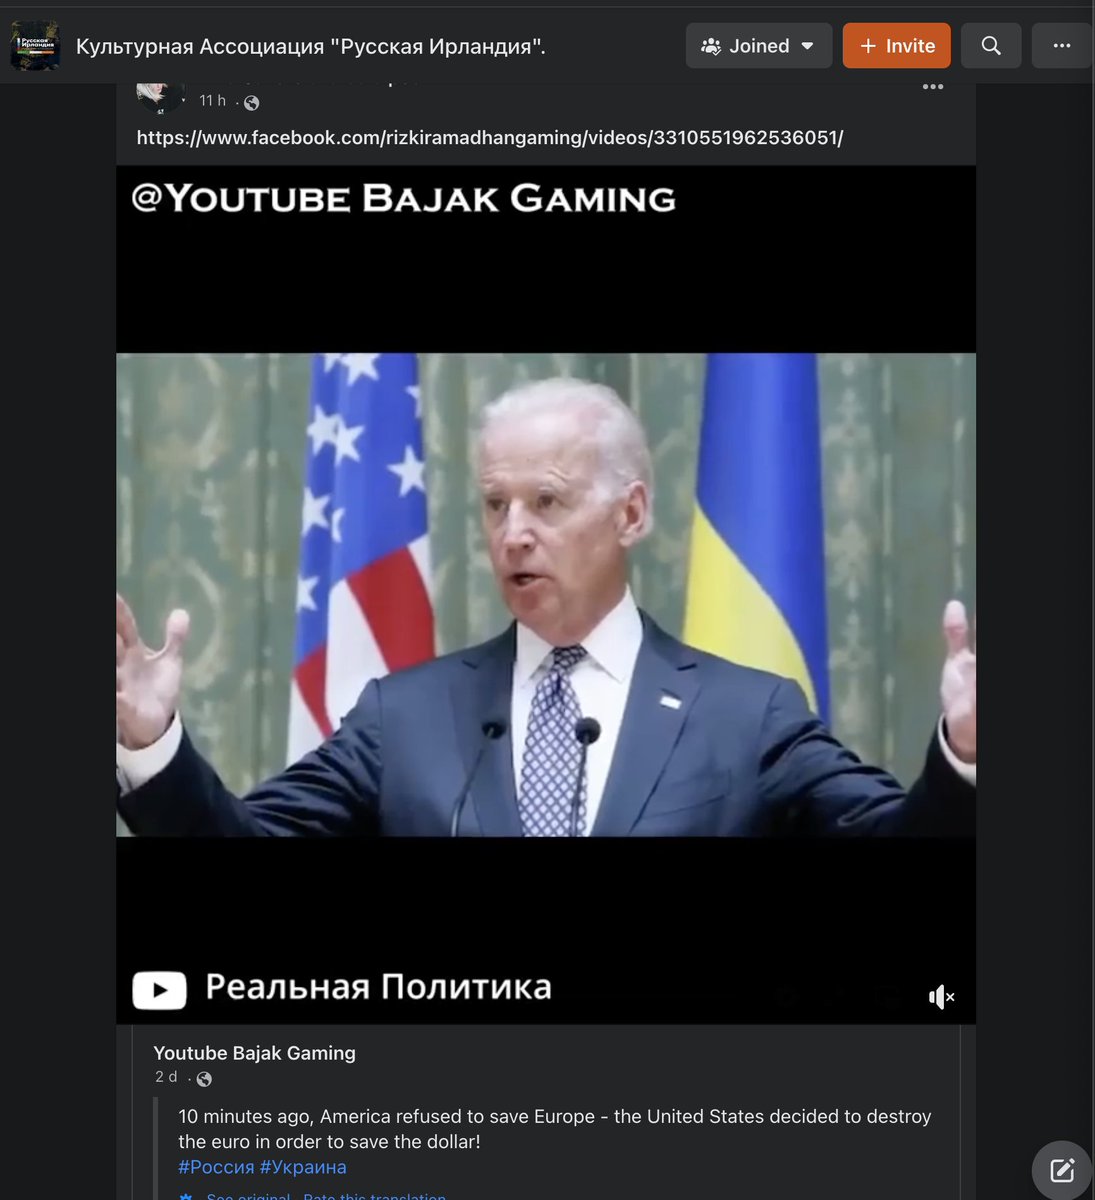 Русская
Ирландия
Культурная Ассоциация "Русская Ирландия".
Joined
+ Invite
11 h ·
https://www.facebook.com/rizkiramadhangaming/videos/3310551962536051/
@YOUTUBE BAJAK GAMING
Реальная Политика
Youtube Bajak Gaming
2 d ·
10 minutes ago, America refused to save Europe - the United States decided to destroy
the euro in order to save the dollar!
#Россия #Украина
See original · Rate this translation